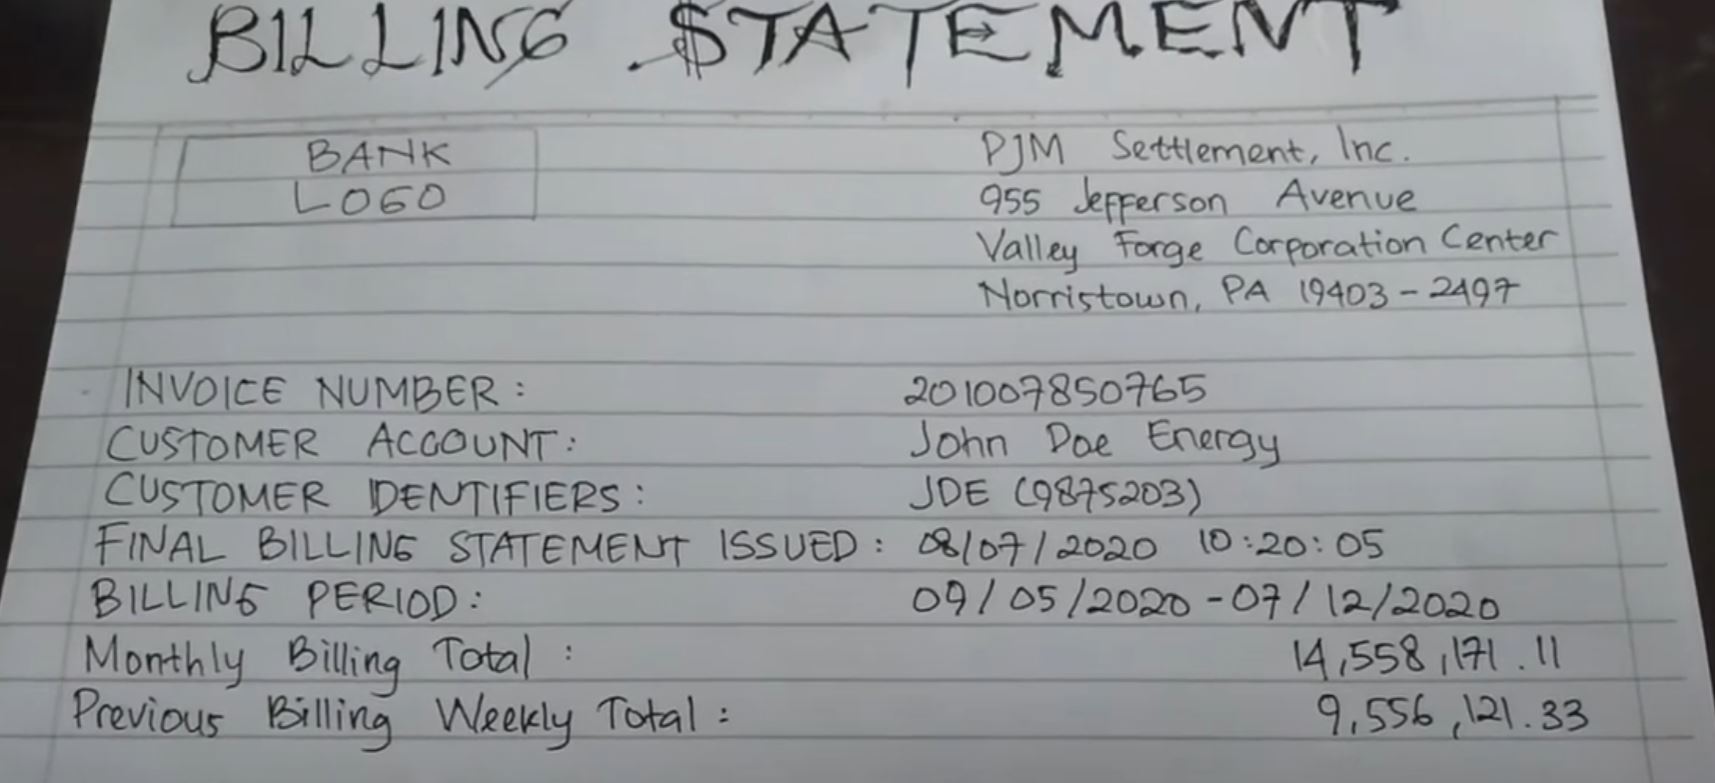 BILLING STATEMENT
BANK
LOGO
PJM Settlement, Inc.
955 Jefferson Avenue
Valley Forge Corporation Center
Norristown, PA 19403-2497
INVOICE NUMBER: 201007850765
CUSTOMER ACCOUNT: John Doe Energy
CUSTOMER IDENTIFIERS: JDE (9875203)
FINAL BILLING STATEMENT ISSUED: 08/07/2020 10:20:05
BILLING PERIOD: 09/05/2020-07/12/2020
Monthly Billing Total: 14,558,171.11
Previous Billing Weekly Total: 9,556,121.33